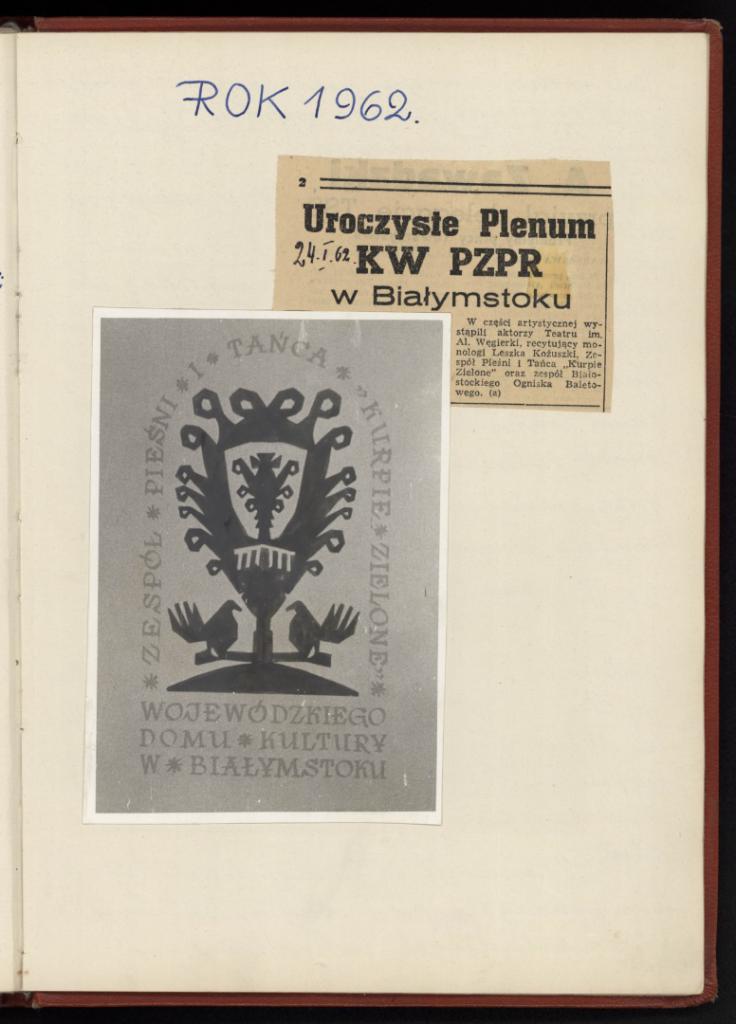 ROK 1962.
2
Uroczyste Plenum
24.I.62. KW PZPR
w Białymstoku
W części artystycznej wy-
stąpili aktorzy Teatru im.
Al. Węgierki, recytujący mo-
nologi Leszka Kożuszki, Ze-
spół Pieśni i Tańca „Kurpie
Zielone" oraz zespół Biało-
stockiego Ogniska Baleto-
wego. (a)
* ZESPÓŁ * PIEŚNI * I * TAŃCA * „KURPIE * ZIELONE" *
WOJEWÓDZKIEGO
DOMU * KULTURY
W * BIAŁYMSTOKU